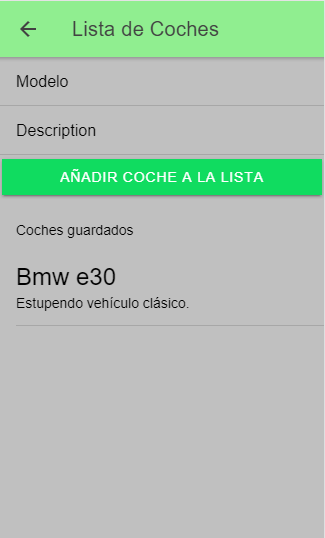 Lista de Coches
Modelo
Description
AÑADIR COCHE A LA LISTA
Coches guardados
Bmw e30
Estupendo vehículo clásico.